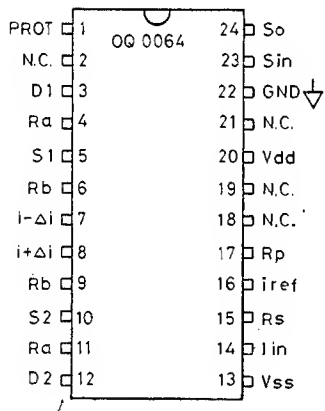 OQ 0064
PROT 1 24 So
N.C. 2 23 Sin
D1 3 22 GND
Ra 4 21 N.C.
S1 5 20 Vdd
Rb 6 19 N.C.
i-Δi 7 18 N.C.
i+Δi 8 17 Rp
Rb 9 16 iref
S2 10 15 Rs
Ra 11 14 Iin
D2 12 13 Vss